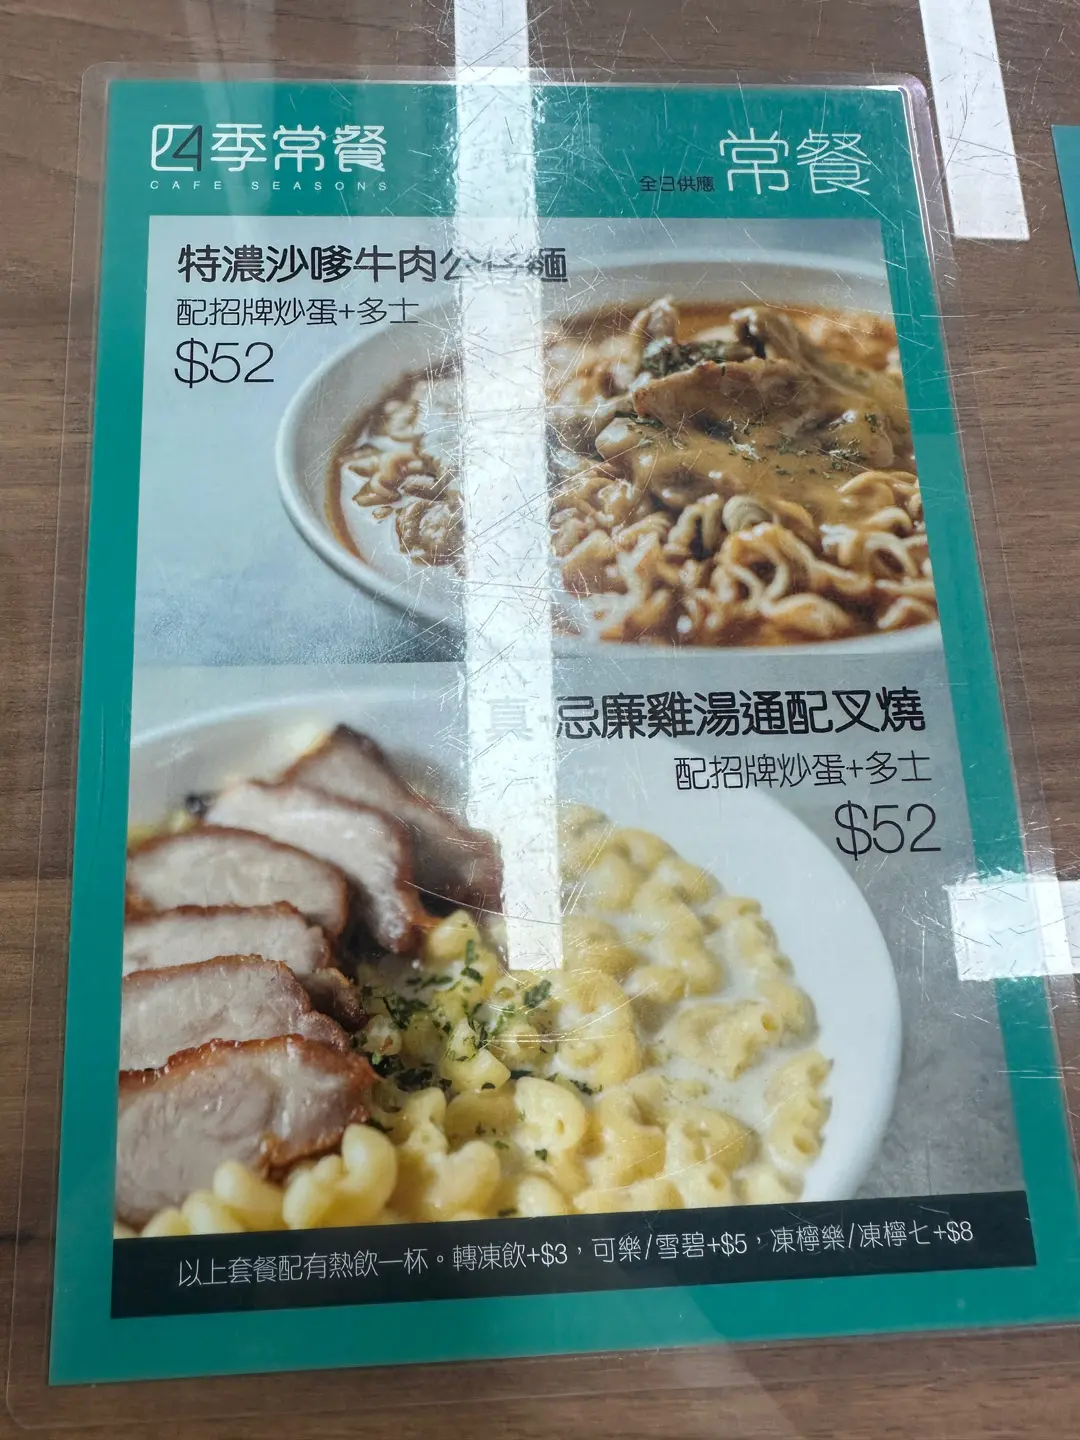 四季常餐
CAFE SEASONS
全日供應 常餐
特濃沙嗲牛肉公仔麵
配招牌炒蛋+多士
$52
真·忌廉雞湯通配叉燒
配招牌炒蛋+多士
$52
以上套餐配有熱飲一杯。轉凍飲+$3，可樂/雪碧+$5，凍檸樂/凍檸七+$8